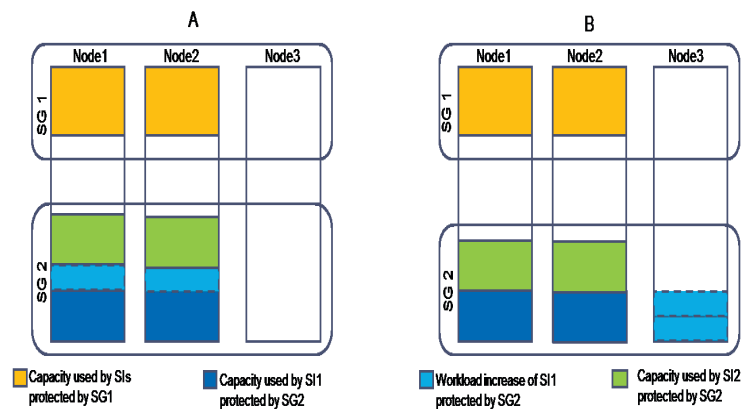 A
B
Node1 Node2 Node3
Node1 Node2 Node3
SG 1
SG 1
SG 2
SG 2
Capacity used by SIs
protected by SG1
Capacity used by SI1
protected by SG2
Workload increase of SI1
protected by SG2
Capacity used by SI2
protected by SG2